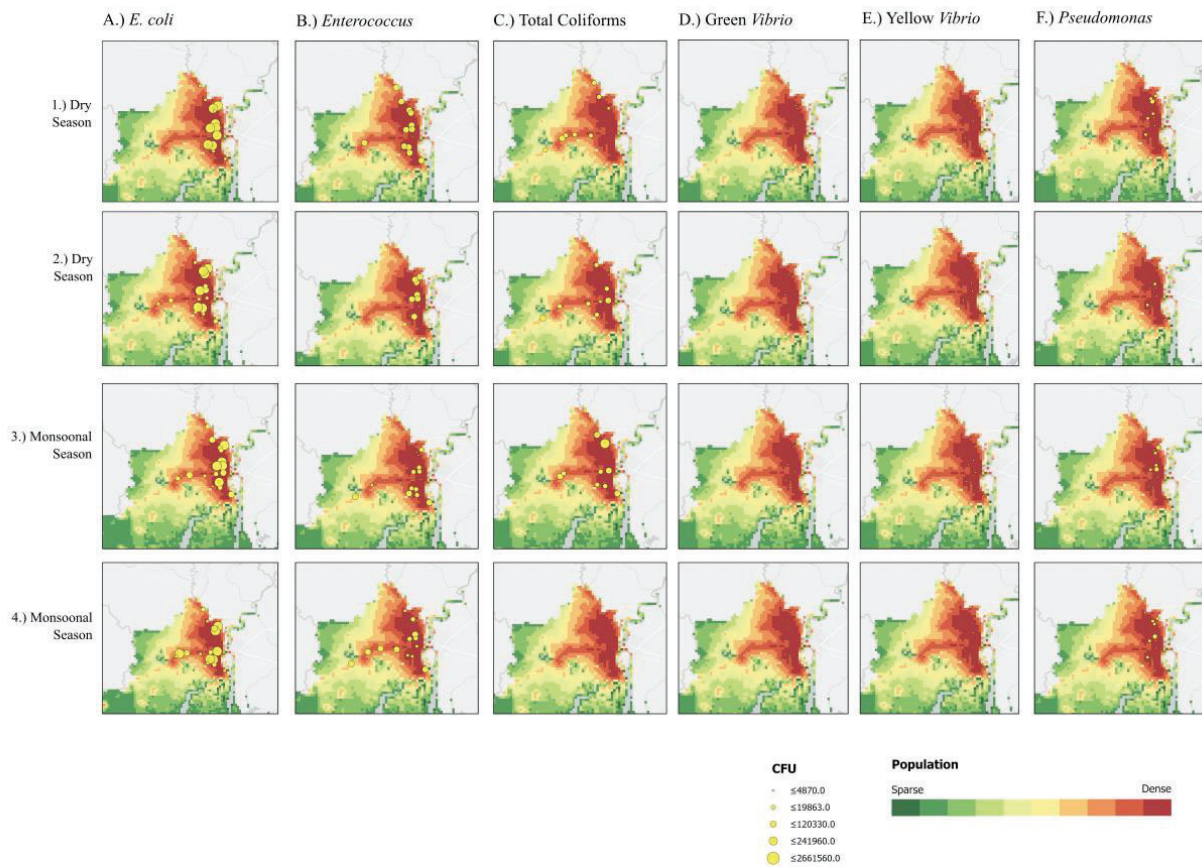 A.) E. coli
B.) Enterococcus
C.) Total Coliforms
D.) Green Vibrio
E.) Yellow Vibrio
F.) Pseudomonas
1.) Dry
Season
2.) Dry
Season
3.) Monsoonal
Season
4.) Monsoonal
Season
CFU
≤4870.0
≤19863.0
≤120330.0
≤241960.0
≤2661560.0
Population
Sparse
Dense